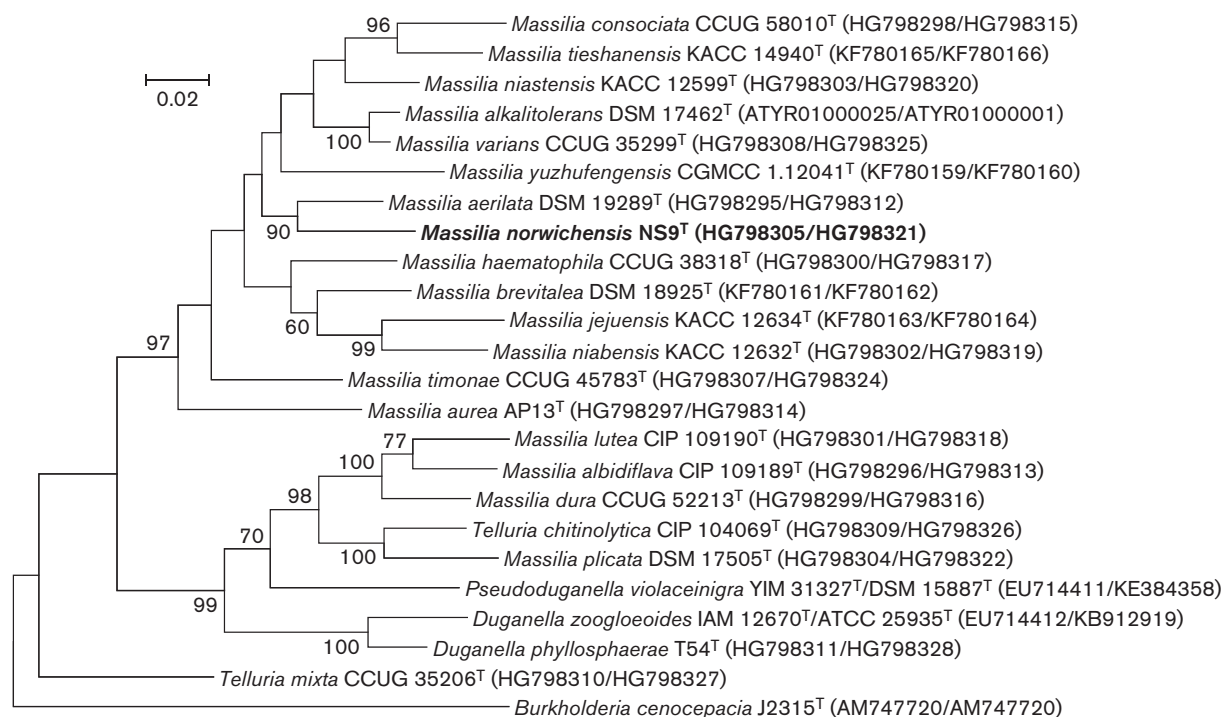 96
Massilia consociata CCUG 58010ᵀ (HG798298/HG798315)
Massilia tieshanensis KACC 14940ᵀ (KF780165/KF780166)
0.02
Massilia niastensis KACC 12599ᵀ (HG798303/HG798320)
Massilia alkalitolerans DSM 17462ᵀ (ATYR01000025/ATYR01000001)
100
Massilia varians CCUG 35299ᵀ (HG798308/HG798325)
Massilia yuzhufengensis CGMCC 1.12041ᵀ (KF780159/KF780160)
Massilia aerilata DSM 19289ᵀ (HG798295/HG798312)
90
Massilia norwichensis NS9ᵀ (HG798305/HG798321)
Massilia haematophila CCUG 38318ᵀ (HG798300/HG798317)
Massilia brevitalea DSM 18925ᵀ (KF780161/KF780162)
60
Massilia jejuensis KACC 12634ᵀ (KF780163/KF780164)
97
99
Massilia niabensis KACC 12632ᵀ (HG798302/HG798319)
Massilia timonae CCUG 45783ᵀ (HG798307/HG798324)
Massilia aurea AP13ᵀ (HG798297/HG798314)
77
Massilia lutea CIP 109190ᵀ (HG798301/HG798318)
100
Massilia albidiflava CIP 109189ᵀ (HG798296/HG798313)
98
Massilia dura CCUG 52213ᵀ (HG798299/HG798316)
Telluria chitinolytica CIP 104069ᵀ (HG798309/HG798326)
70
100
Massilia plicata DSM 17505ᵀ (HG798304/HG798322)
99
Pseudoduganella violaceinigra YIM 31327ᵀ/DSM 15887ᵀ (EU714411/KE384358)
Duganella zoogloeoides IAM 12670ᵀ/ATCC 25935ᵀ (EU714412/KB912919)
100
Duganella phyllosphaerae T54ᵀ (HG798311/HG798328)
Telluria mixta CCUG 35206ᵀ (HG798310/HG798327)
Burkholderia cenocepacia J2315ᵀ (AM747720/AM747720)